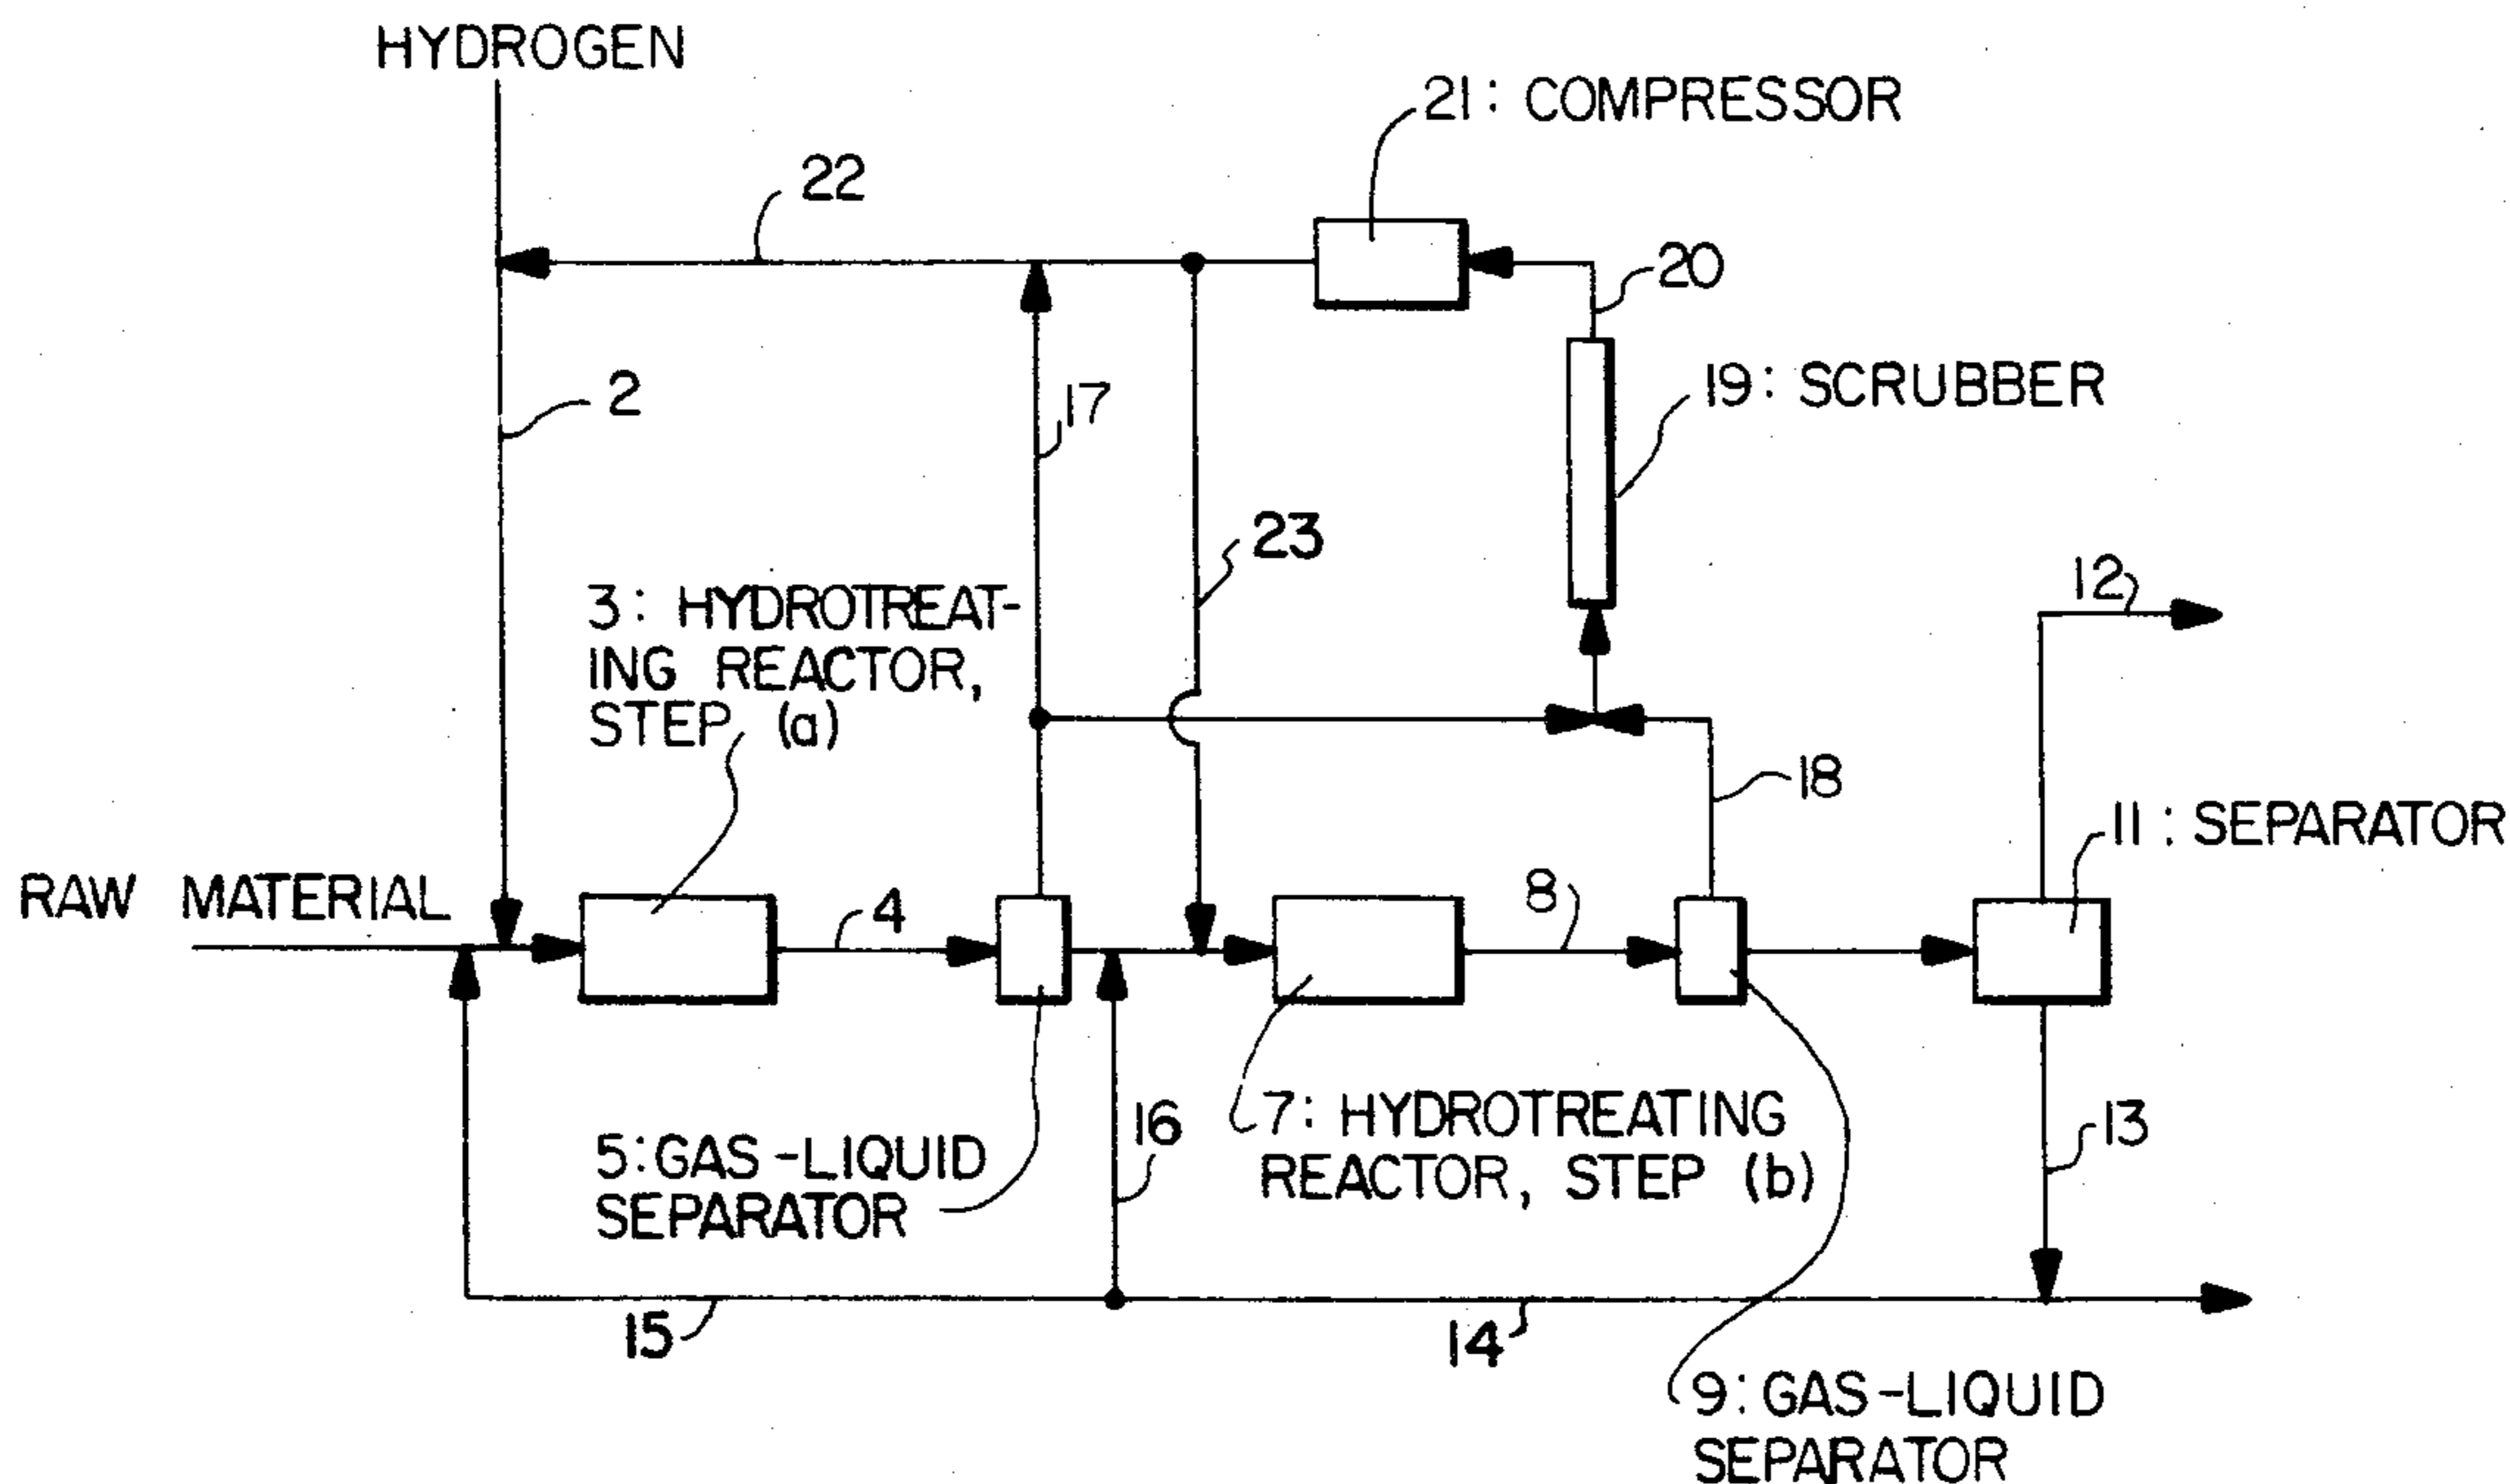 HYDROGEN
21: COMPRESSOR
22
20
2
17
19: SCRUBBER
23
12
3: HYDROTREAT-
ING REACTOR,
STEP (a)
18
11: SEPARATOR
RAW MATERIAL
4
8
16
7: HYDROTREATING
REACTOR, STEP (b)
13
5: GAS-LIQUID
SEPARATOR
15
14
9: GAS-LIQUID
SEPARATOR